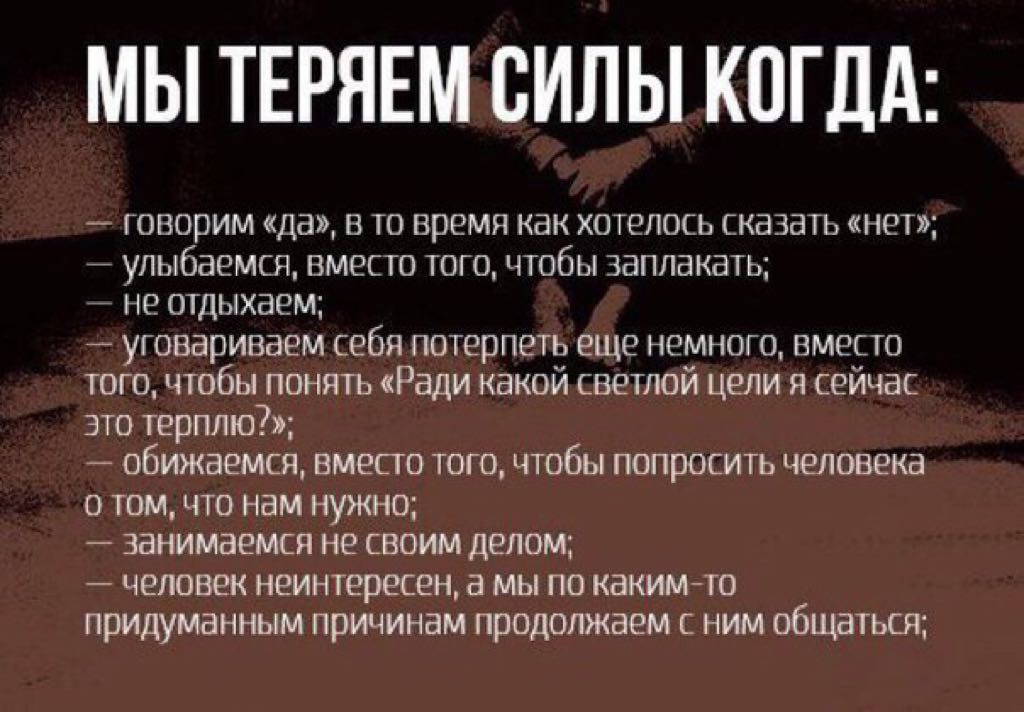 МЫ ТЕРЯЕМ СИЛЫ КОГДА:
— говорим «да», в то время как хотелось сказать «нет»;
— улыбаемся, вместо того, чтобы заплакать;
— не отдыхаем;
— уговариваем себя потерпеть еще немного, вместо
того, чтобы понять «Ради какой светлой цели я сейчас
это терплю?»;
— обижаемся, вместо того, чтобы попросить человека
о том, что нам нужно;
— занимаемся не своим делом;
— человек неинтересен, а мы по каким-то
придуманным причинам продолжаем с ним общаться;